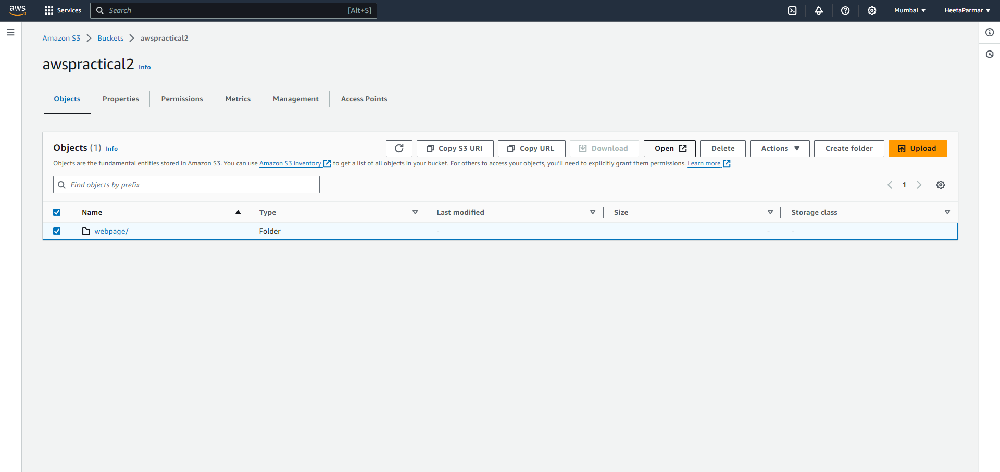 aws Services Search [Alt+S] Mumbai HeetaParmar
Amazon S3 Buckets awspractical2
awspractical2 Info
Objects Properties Permissions Metrics Management Access Points
Objects (1) Info Copy S3 URI Copy URL Download Open Delete Actions Create folder Upload
Objects are the fundamental entities stored in Amazon S3. You can use Amazon S3 inventory to get a list of all objects in your bucket. For others to access your objects, you'll need to explicitly grant them permissions. Learn more
Find objects by prefix 1
Name Type Last modified Size Storage class
webpage/ Folder - - -